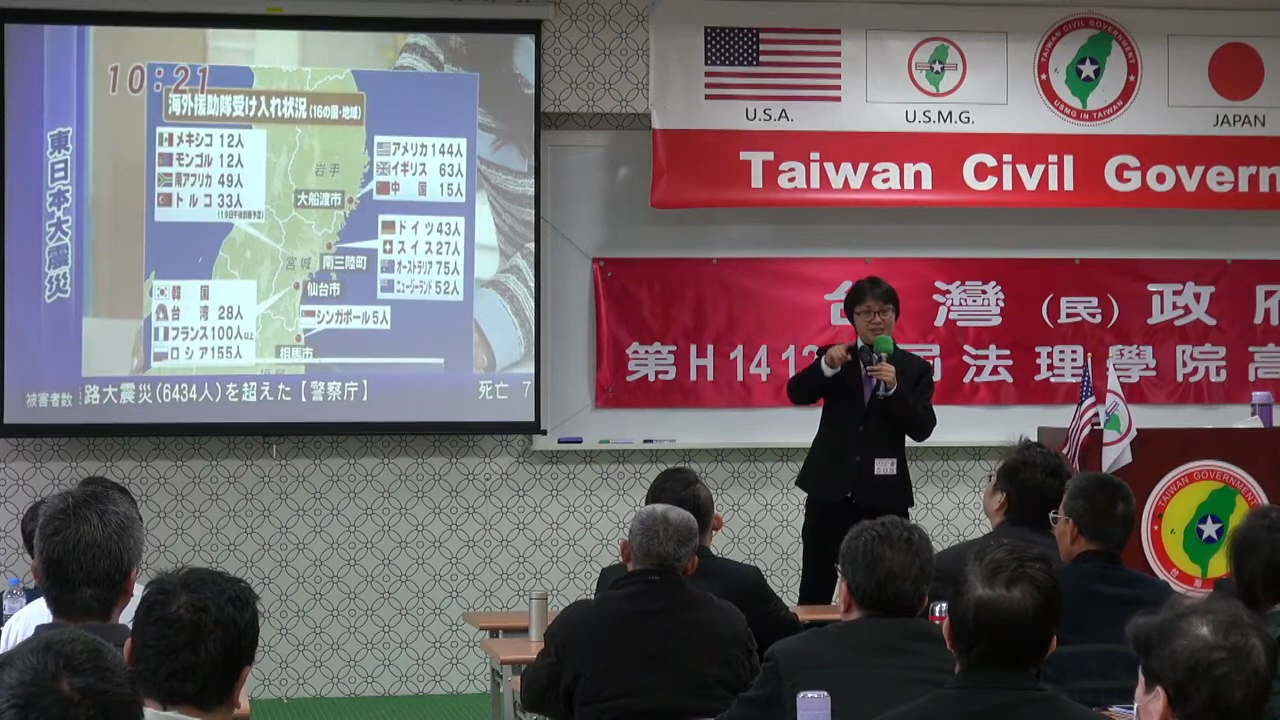 10:21
東日本大震災
海外援助隊受け入れ状況(16の国・地域)
メキシコ 12人
モンゴル 12人
南アフリカ 49人
トルコ 33人
アメリカ 144人
イギリス 63人
中国 15人
岩手
大船渡市
ドイツ 43人
スイス 27人
オーストラリア 75人
ニュージーランド 52人
宮城
南三陸町
仙台市
韓国
台湾 28人
フランス 100人以上
ロシア 155人
シンガポール 5人
相馬市
被害者数
路大震災(6434人)を超えた【警察庁】
死亡 7
U.S.A.
U.S.M.G.
TAIWAN CIVIL GOVERNMENT
USMG IN TAIWAN
JAPAN
Taiwan Civil Govern
台灣(民)政府
第H1412 法理學院高
505
TAIWAN GOVERNMENT
台灣